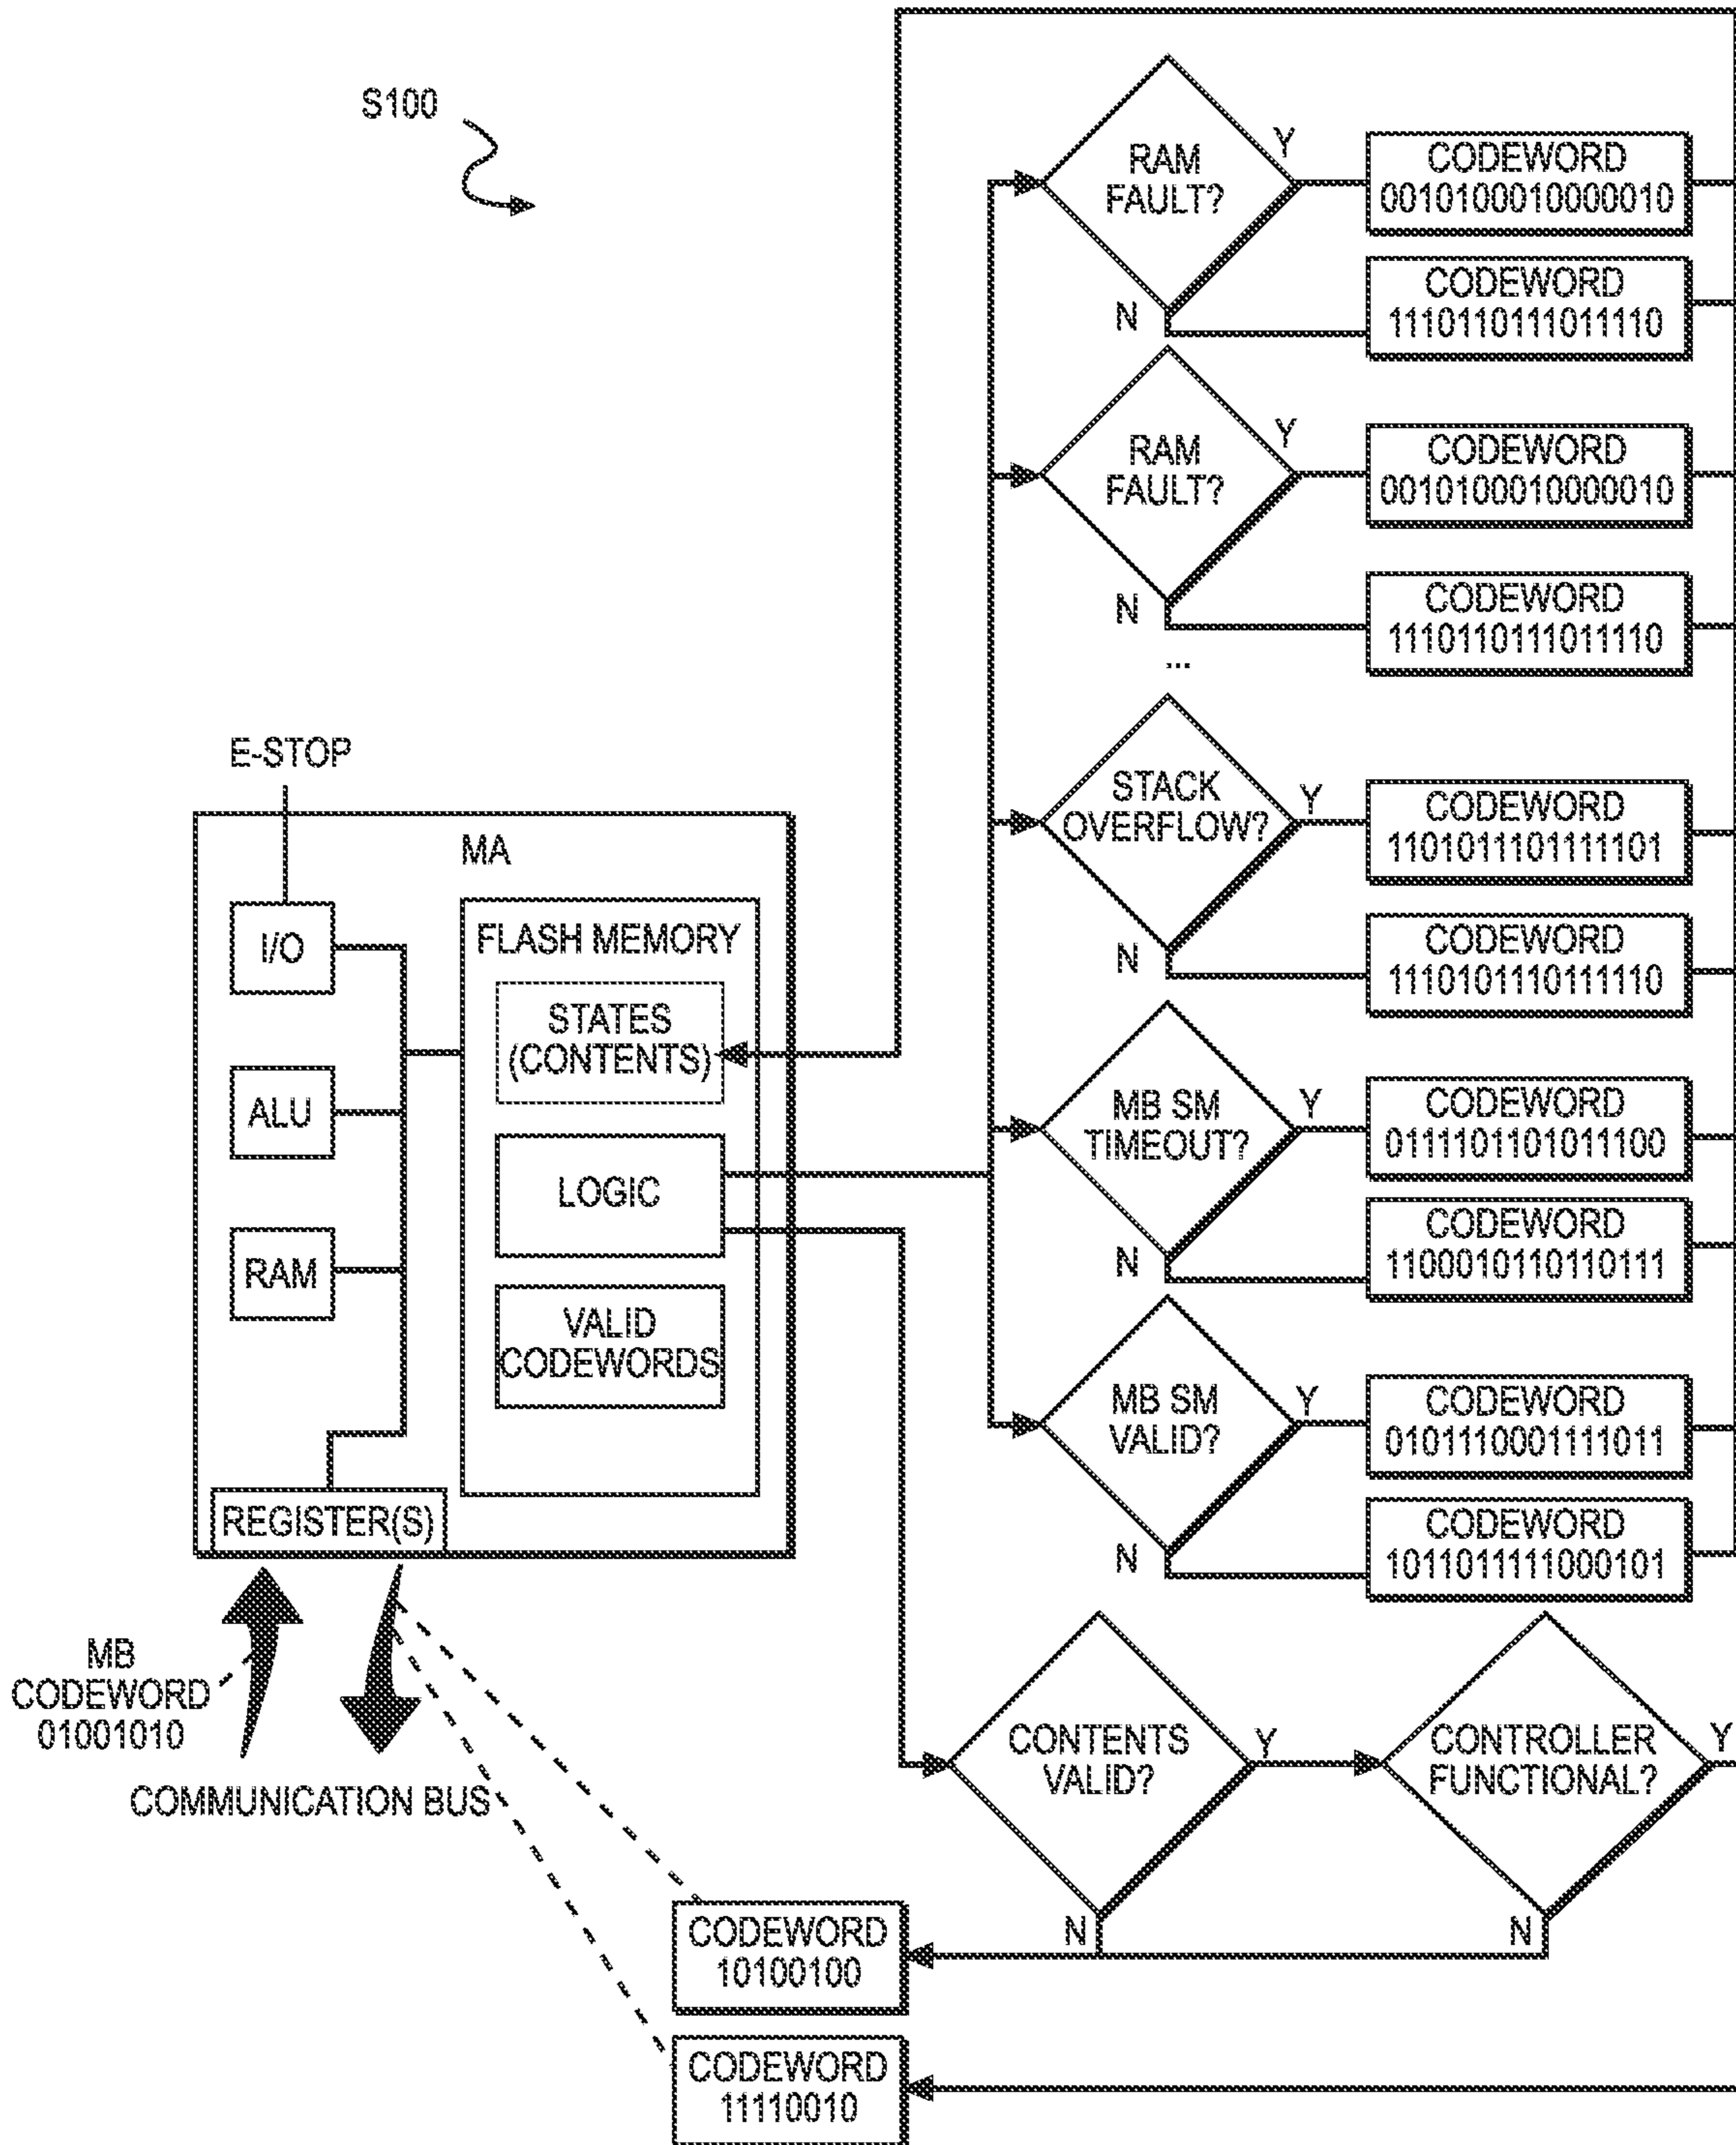 S100
RAM
FAULT?
Y
CODEWORD
0010100010000010
N
CODEWORD
1110110111011110
RAM
FAULT?
Y
CODEWORD
0010100010000010
N
CODEWORD
1110110111011110
...
STACK
OVERFLOW?
Y
CODEWORD
1101011101111101
N
CODEWORD
1110101110111110
MB SM
TIMEOUT?
Y
CODEWORD
0111101101011100
N
CODEWORD
1100010110110111
MB SM
VALID?
Y
CODEWORD
0101110001111011
N
CODEWORD
1011011111000101
E-STOP
MA
I/O
ALU
RAM
REGISTER(S)
FLASH MEMORY
STATES
(CONTENTS)
LOGIC
VALID
CODEWORDS
MB
CODEWORD
01001010
COMMUNICATION BUS
CONTENTS
VALID?
Y
N
CONTROLLER
FUNCTIONAL?
Y
N
CODEWORD
10100100
CODEWORD
11110010